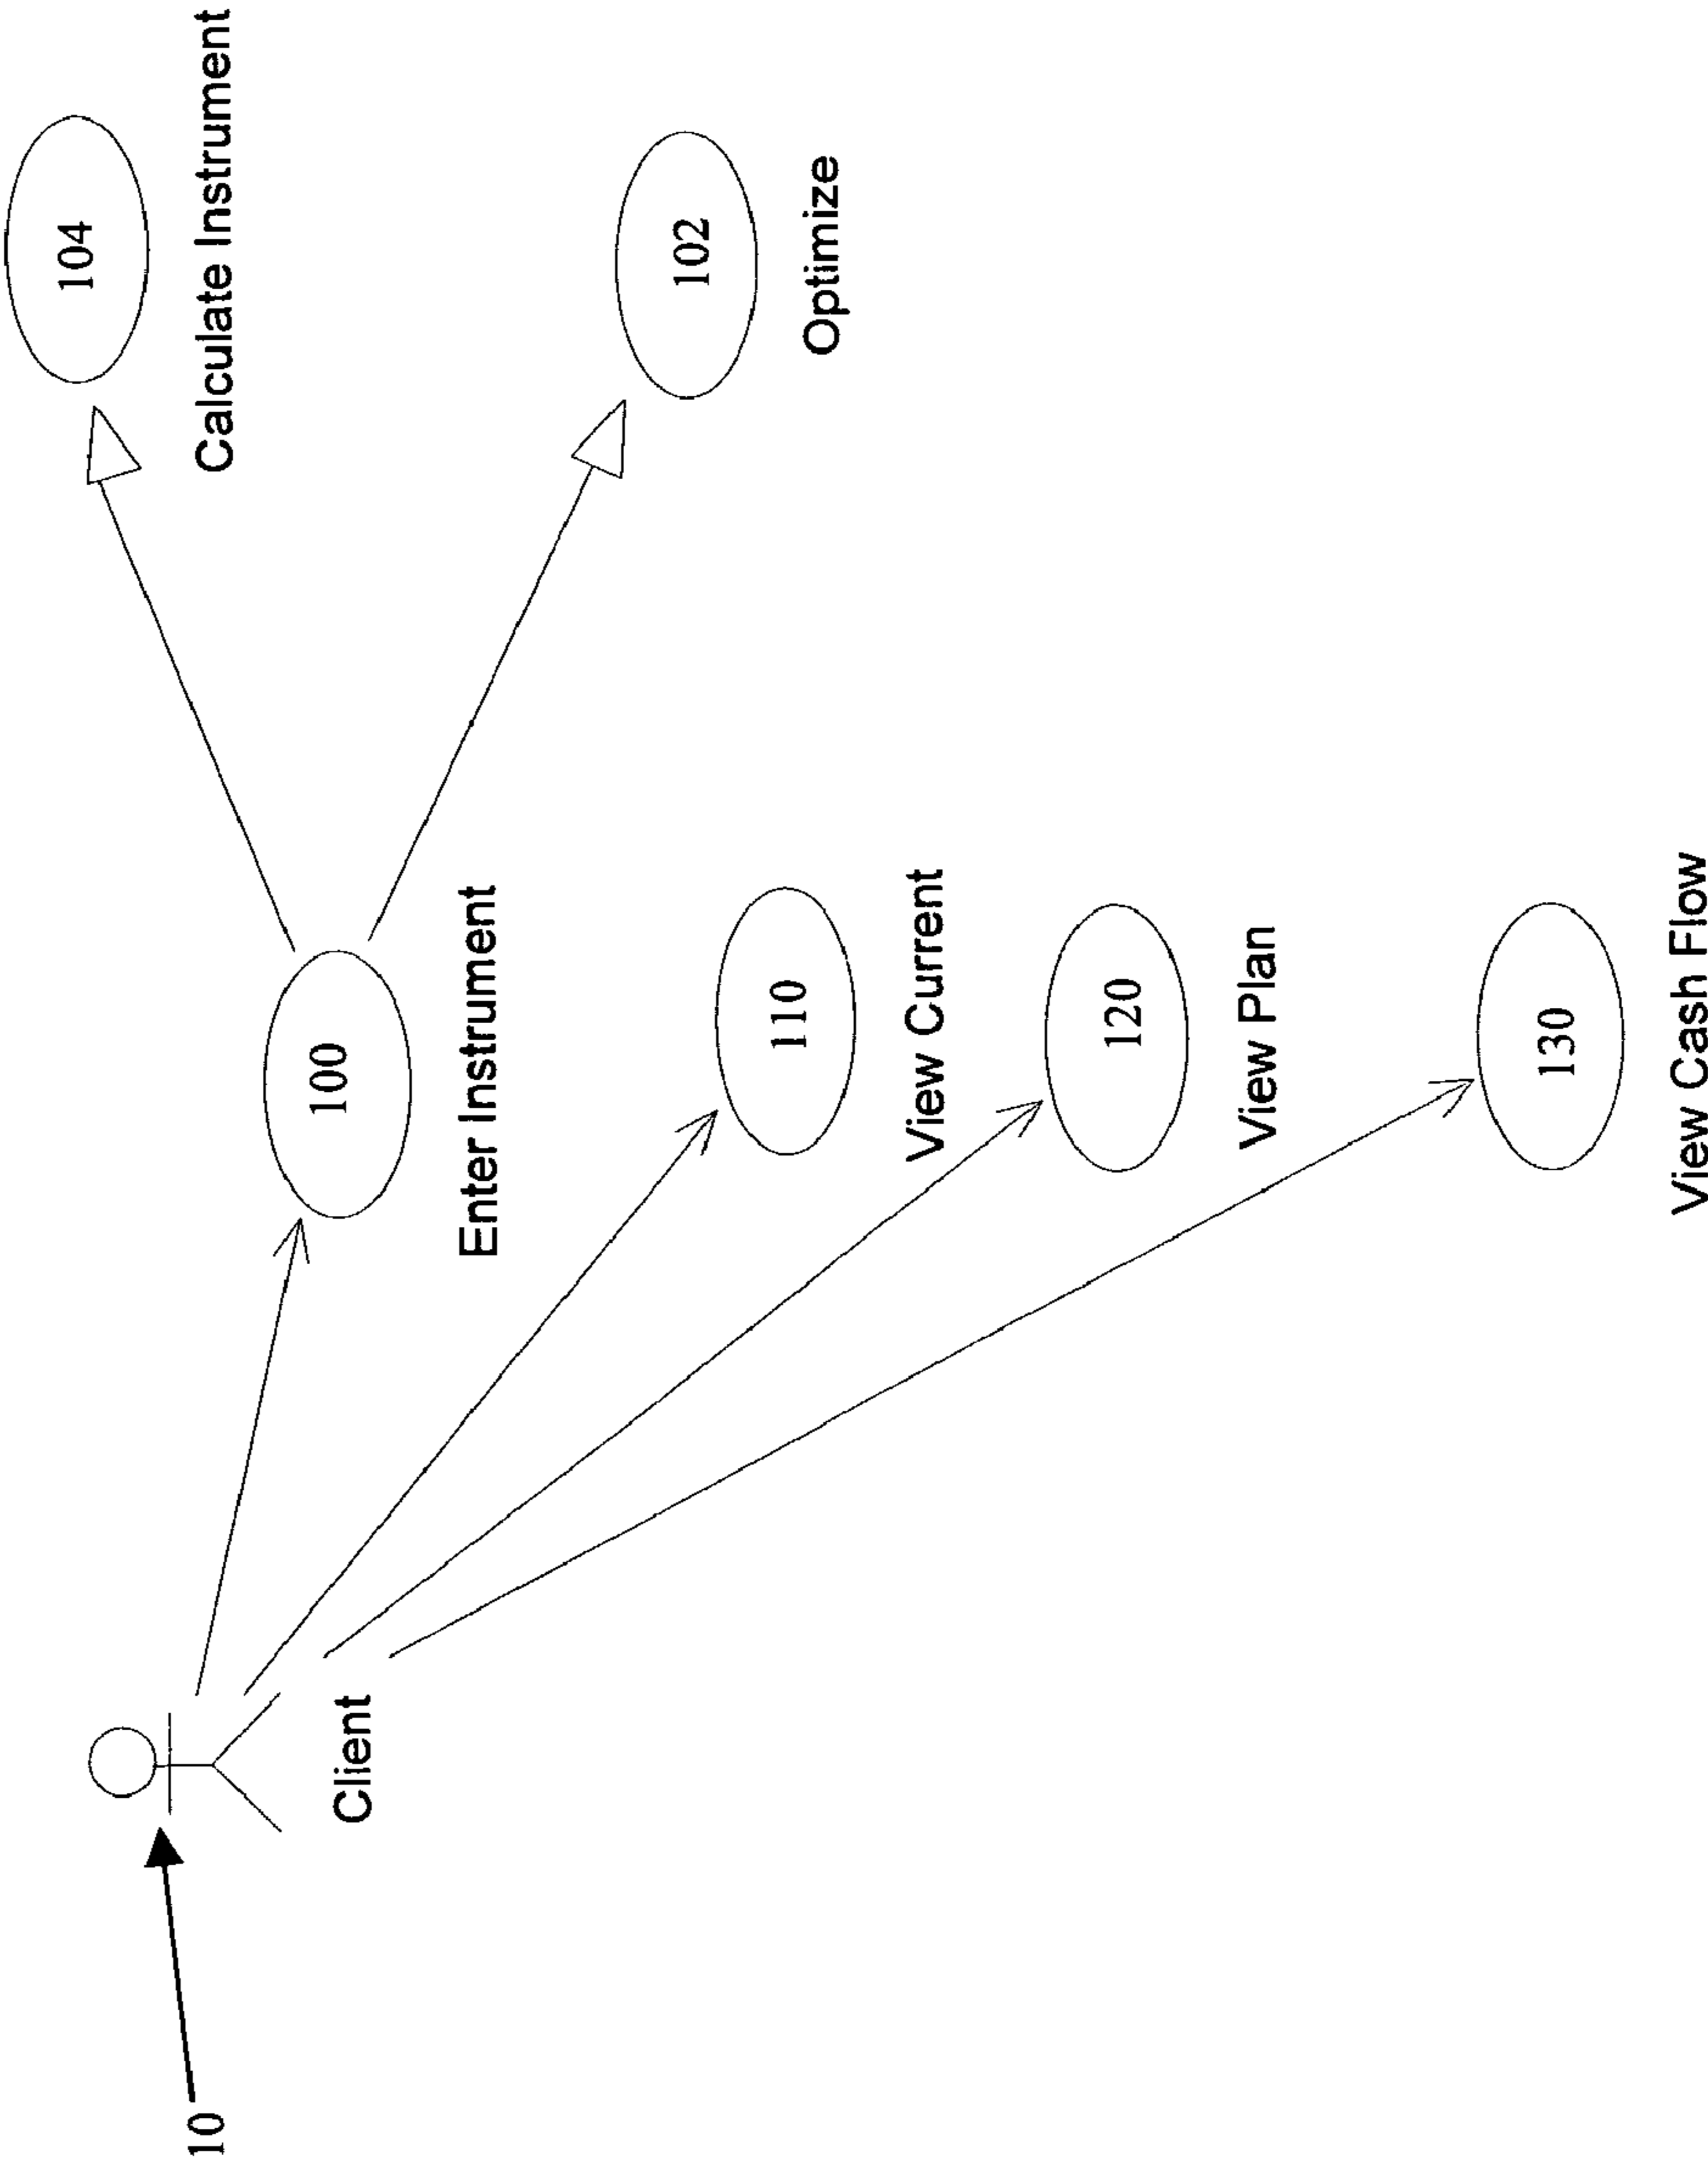 104
Calculate Instrument
10
Client
100
Enter Instrument
102
Optimize
110
View Current
120
View Plan
130
View Cash Flow